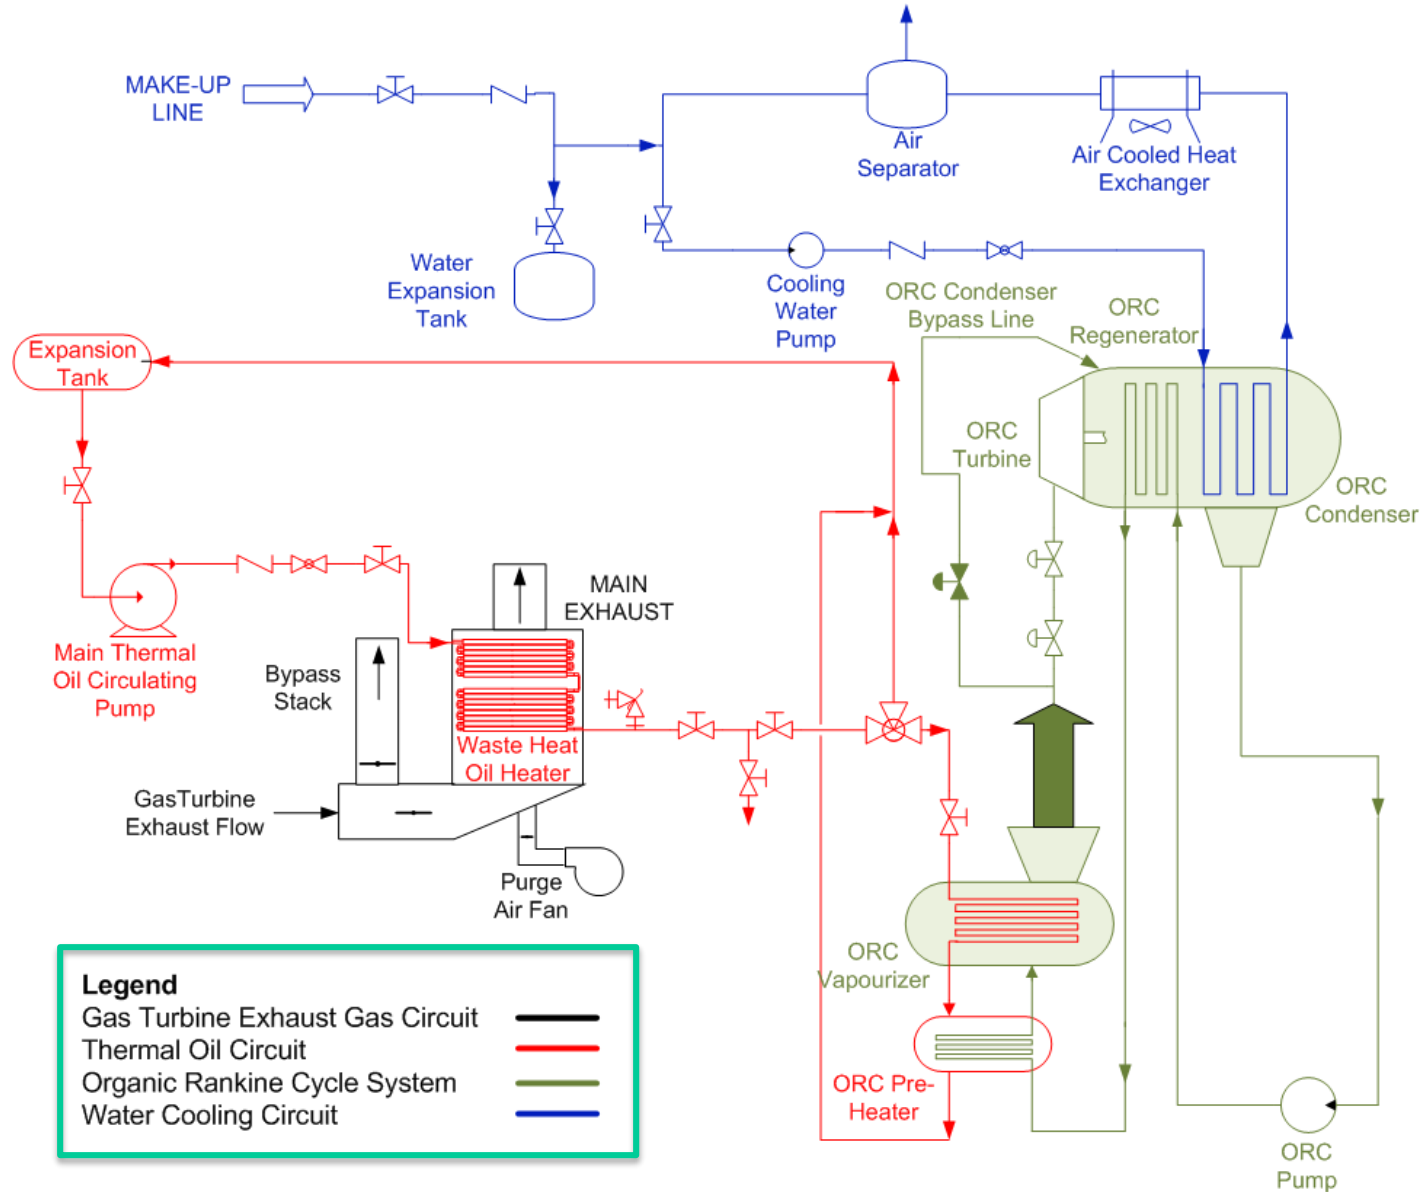 MAKE-UP
LINE
Air
Separator
Air Cooled Heat
Exchanger
Water
Expansion
Tank
Cooling
Water
Pump
ORC Condenser
Bypass Line
ORC
Regenerator
Expansion
Tank
ORC
Turbine
ORC
Condenser
MAIN
EXHAUST
Main Thermal
Oil Circulating
Pump
Bypass
Stack
Waste Heat
Oil Heater
GasTurbine
Exhaust Flow
Purge
Air Fan
ORC
Vapourizer
ORC Pre-
Heater
ORC
Pump
Legend
Gas Turbine Exhaust Gas Circuit
Thermal Oil Circuit
Organic Rankine Cycle System
Water Cooling Circuit